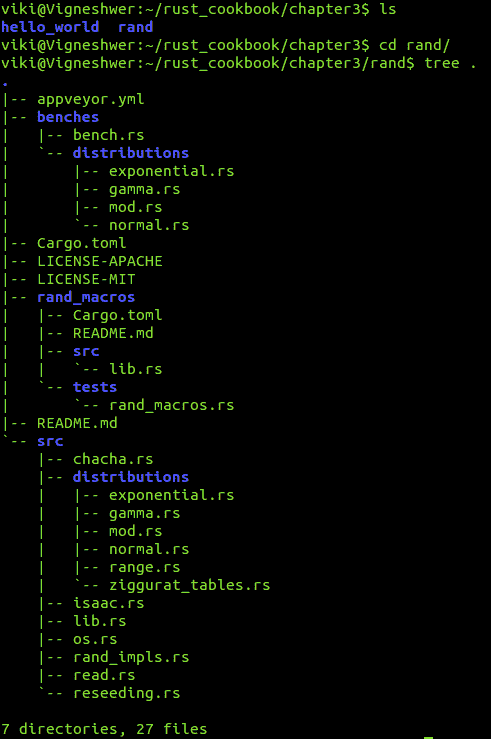 viki@Vigneshwer:~/rust_cookbook/chapter3$ ls
hello_world  rand
viki@Vigneshwer:~/rust_cookbook/chapter3$ cd rand/
viki@Vigneshwer:~/rust_cookbook/chapter3/rand$ tree .
.
|-- appveyor.yml
|-- benches
|   |-- bench.rs
|   `-- distributions
|       |-- exponential.rs
|       |-- gamma.rs
|       |-- mod.rs
|       `-- normal.rs
|-- Cargo.toml
|-- LICENSE-APACHE
|-- LICENSE-MIT
|-- rand_macros
|   |-- Cargo.toml
|   |-- README.md
|   |-- src
|   |   `-- lib.rs
|   `-- tests
|       `-- rand_macros.rs
|-- README.md
`-- src
    |-- chacha.rs
    |-- distributions
    |   |-- exponential.rs
    |   |-- gamma.rs
    |   |-- mod.rs
    |   |-- normal.rs
    |   |-- range.rs
    |   `-- ziggurat_tables.rs
    |-- isaac.rs
    |-- lib.rs
    |-- os.rs
    |-- rand_impls.rs
    |-- read.rs
    `-- reseeding.rs

7 directories, 27 files